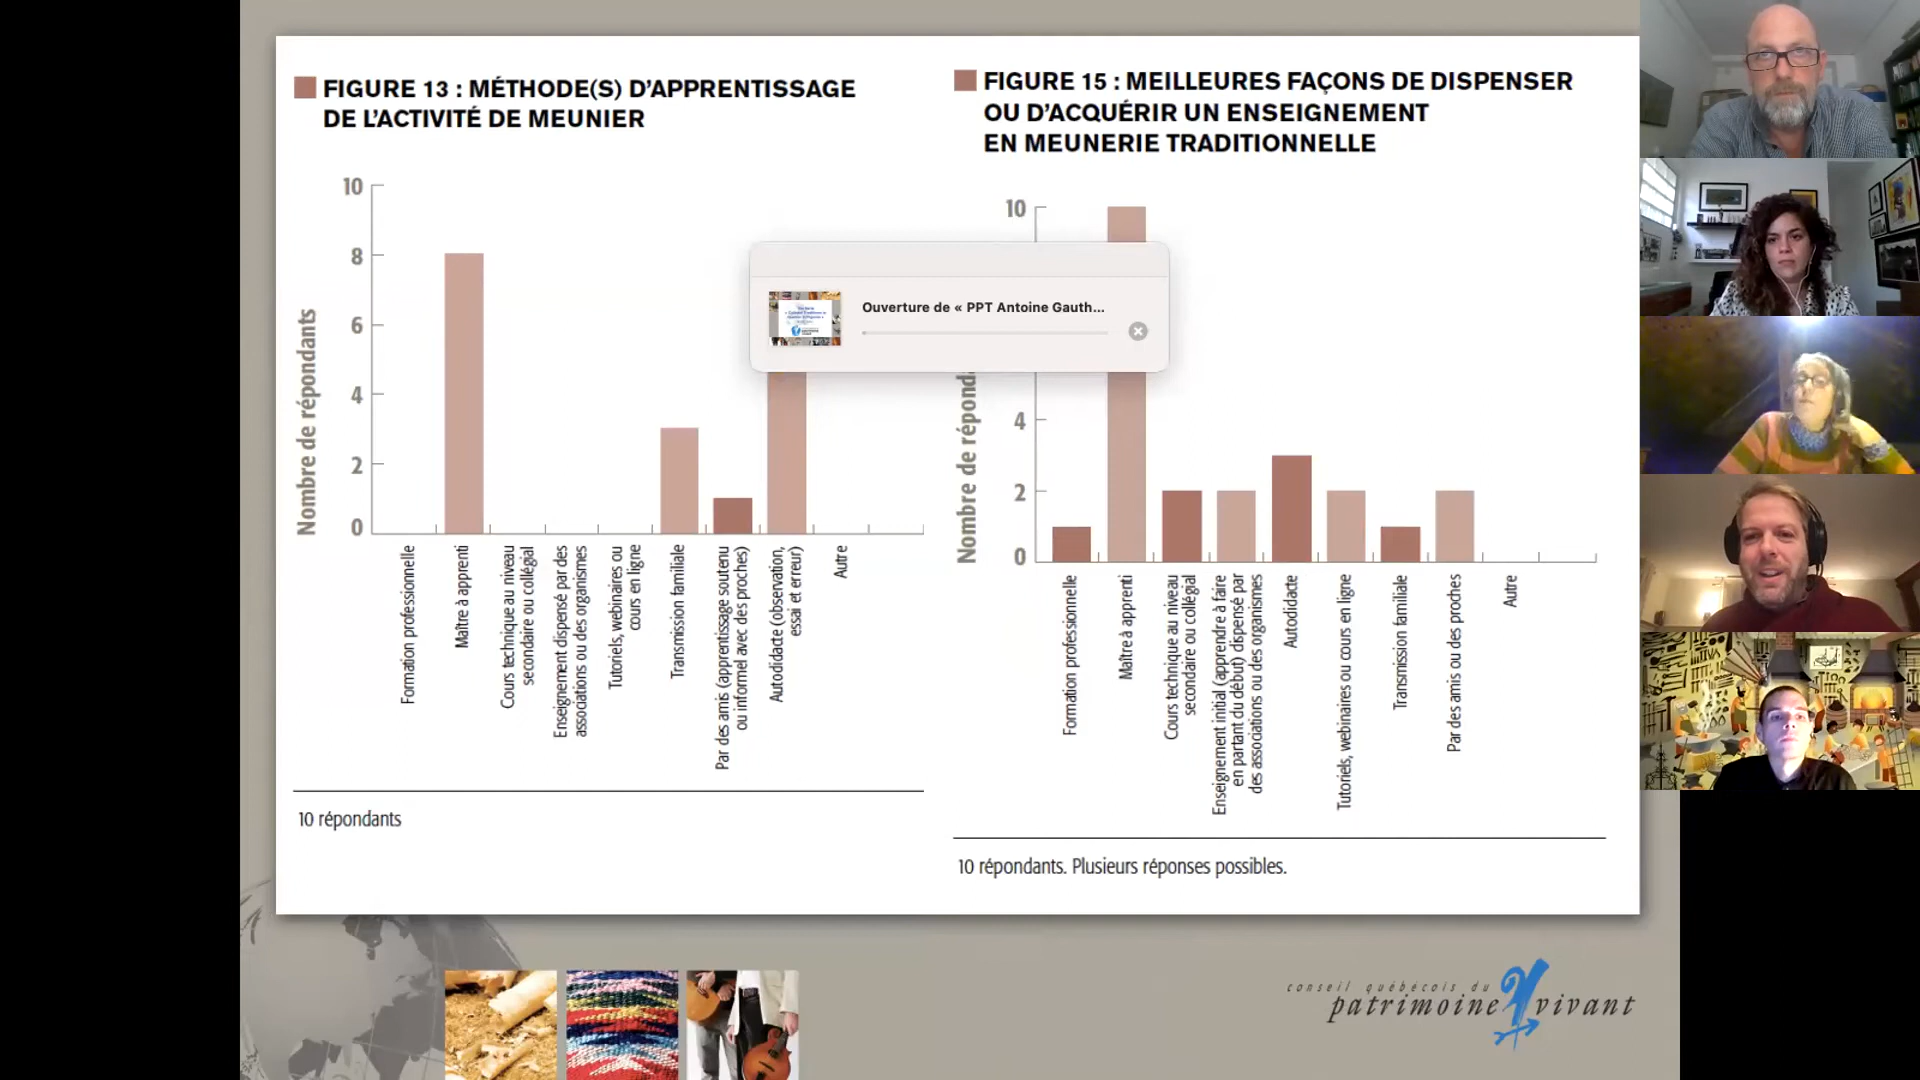 FIGURE 13 : MÉTHODE(S) D'APPRENTISSAGE
DE L'ACTIVITÉ DE MEUNIER
Nombre de répondants
10
8
6
4
2
0
Formation professionnelle
Maître à apprenti
Cours technique au niveau
secondaire ou collégial
Enseignement dispensé par des
associations ou des organismes
Tutoriels, webinaires ou
cours en ligne
Transmission familiale
Par des amis (apprentissage soutenu
ou informel avec des proches)
Autodidacte (observation,
essai et erreur)
Autre
10 répondants
FIGURE 15 : MEILLEURES FAÇONS DE DISPENSER
OU D'ACQUÉRIR UN ENSEIGNEMENT
EN MEUNERIE TRADITIONNELLE
Nombre de répond
10
4
2
0
Formation professionnelle
Maître à apprenti
Cours technique au niveau
secondaire ou collégial
Enseignement initial (apprendre à faire
en partant du début) dispensé par
des associations ou des organismes
Autodidacte
Tutoriels, webinaires ou cours en ligne
Transmission familiale
Par des amis ou des proches
Autre
10 répondants. Plusieurs réponses possibles.
Ouverture de « PPT Antoine Gauth...
conseil québécois du
patrimoine vivant